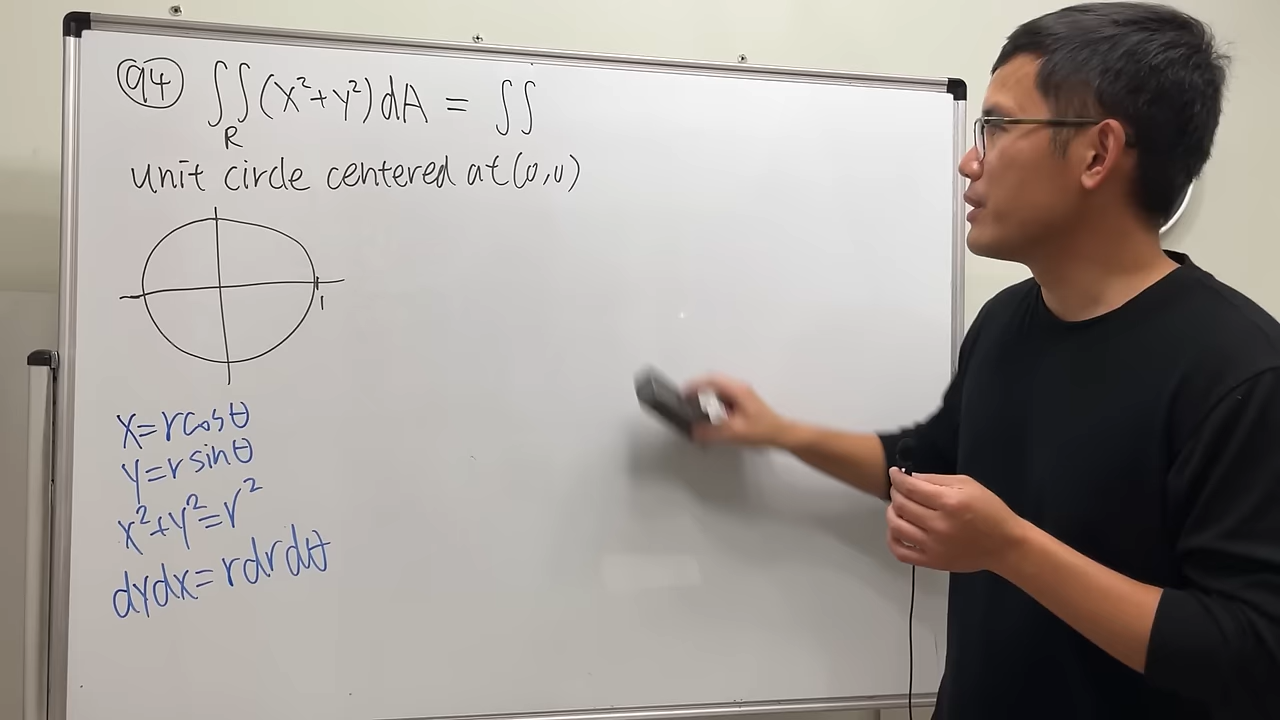 94 ∬_R (x²+y²) dA = ∬
unit circle centered at (0,0)
1
x=rcosθ
y=rsinθ
x²+y²=r²
dydx=rdrdθ